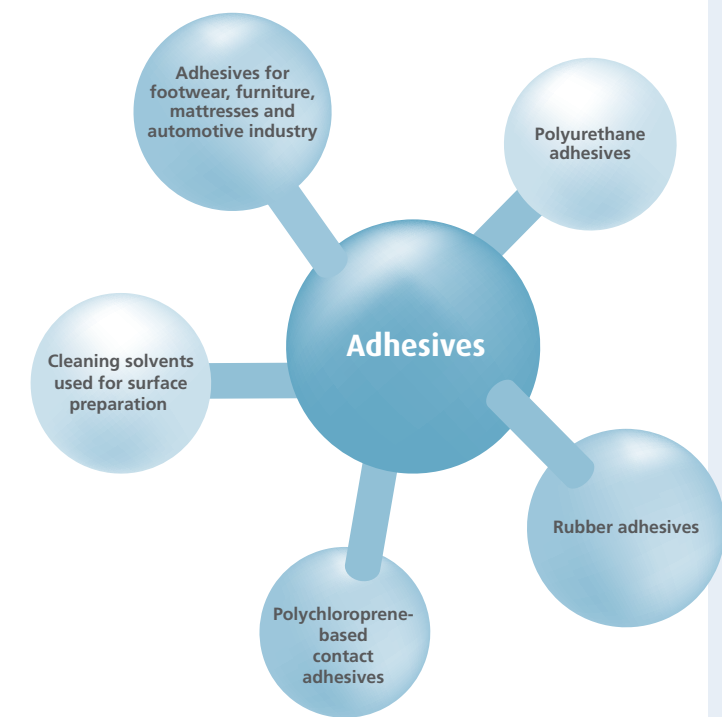 Adhesives for
footwear, furniture,
mattresses and
automotive industry
Polyurethane
adhesives
Adhesives
Cleaning solvents
used for surface
preparation
Rubber adhesives
Polychloroprene-
based
contact
adhesives